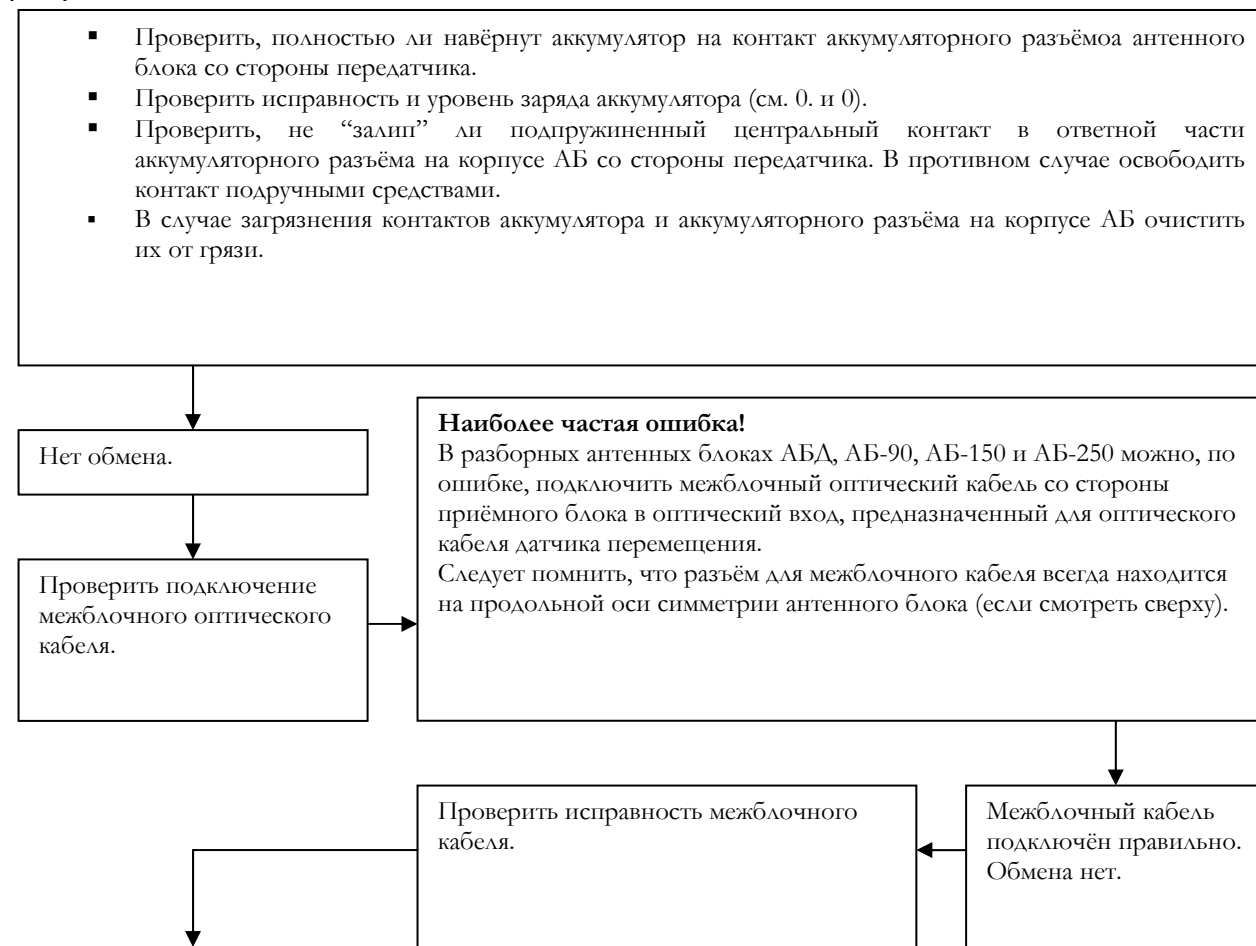 ▪ Проверить, полностью ли навёрнут аккумулятор на контакт аккумуляторного разъёмоа антенного
блока со стороны передатчика.
▪ Проверить исправность и уровень заряда аккумулятора (см. 0. и 0).
▪ Проверить, не “залип” ли подпружиненный центральный контакт в ответной части
аккумуляторного разъёма на корпусе АБ со стороны передатчика. В противном случае освободить
контакт подручными средствами.
▪ В случае загрязнения контактов аккумулятора и аккумуляторного разъёма на корпусе АБ очистить
их от грязи.
Нет обмена.
Проверить подключение
межблочного оптического
кабеля.
Наиболее частая ошибка!
В разборных антенных блоках АБД, АБ-90, АБ-150 и АБ-250 можно, по
ошибке, подключить межблочный оптический кабель со стороны
приёмного блока в оптический вход, предназначенный для оптического
кабеля датчика перемещения.
Следует помнить, что разъём для межблочного кабеля всегда находится
на продольной оси симметрии антенного блока (если смотреть сверху).
Проверить исправность межблочного
кабеля.
Межблочный кабель
подключён правильно.
Обмена нет.